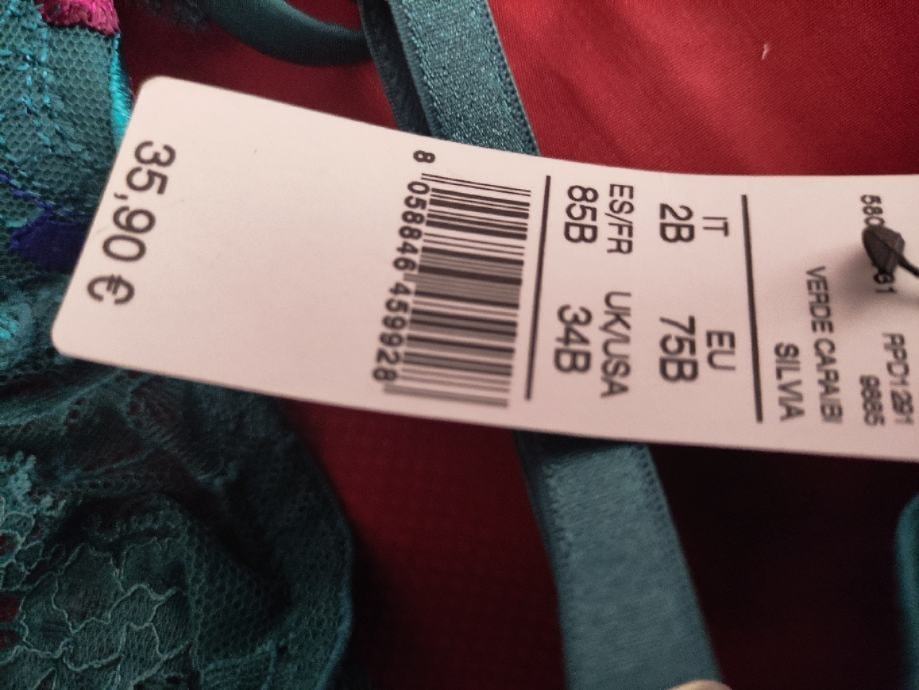 RPD1291
9865
VERDE CARAIBI
SILVIA
IT EU
2B 75B
ES/FR UK/USA
85B 34B
8 058846 459928
35,90 €